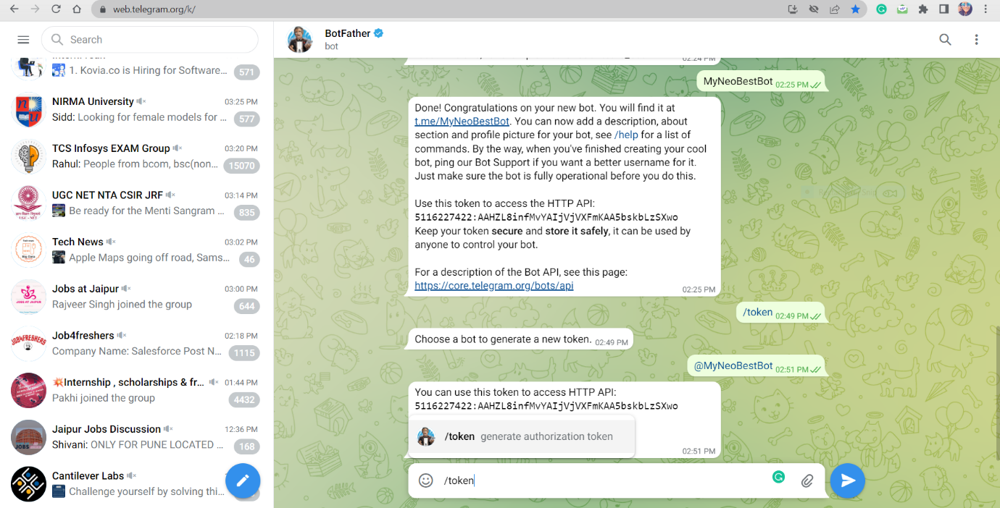 web.telegram.org/k/
Search
1. Kovia.co is Hiring for Software...
571
NIRMA University
03:25 PM
Sidd: Looking for female models for ...
577
TCS Infosys EXAM Group
03:20 PM
Rahul: People from bcom, bsc(non...
15070
UGC NET NTA CSIR JRF
03:14 PM
Be ready for the Menti Sangram ...
835
Tech News
03:02 PM
Apple Maps going off road, Sams...
46
Jobs at Jaipur
03:00 PM
Rajveer Singh joined the group
644
Job4freshers
02:18 PM
Company Name: Salesforce Post N...
1115
💥Internship , scholarships & fr...
01:44 PM
Pakhi joined the group
4432
Jaipur Jobs Discussion
12:36 PM
Shivani: ONLY FOR PUNE LOCATED ...
168
Cantilever Labs
Challenge yourself by solving thi...
BotFather
bot
02:24 PM
MyNeoBestBot 02:25 PM
Done! Congratulations on your new bot. You will find it at
t.me/MyNeoBestBot. You can now add a description, about
section and profile picture for your bot, see /help for a list of
commands. By the way, when you've finished creating your cool
bot, ping our Bot Support if you want a better username for it.
Just make sure the bot is fully operational before you do this.
Use this token to access the HTTP API:
5116227422:AAHZL8infMvYAIjVjVXFmKAA5bskbLzSXwo
Keep your token secure and store it safely, it can be used by
anyone to control your bot.
For a description of the Bot API, see this page:
https://core.telegram.org/bots/api
02:25 PM
/token 02:49 PM
Choose a bot to generate a new token. 02:49 PM
@MyNeoBestBot 02:51 PM
You can use this token to access HTTP API:
5116227422:AAHZL8infMvYAIjVjVXFmKAA5bskbLzSXwo
/token generate authorization token
02:51 PM
/token